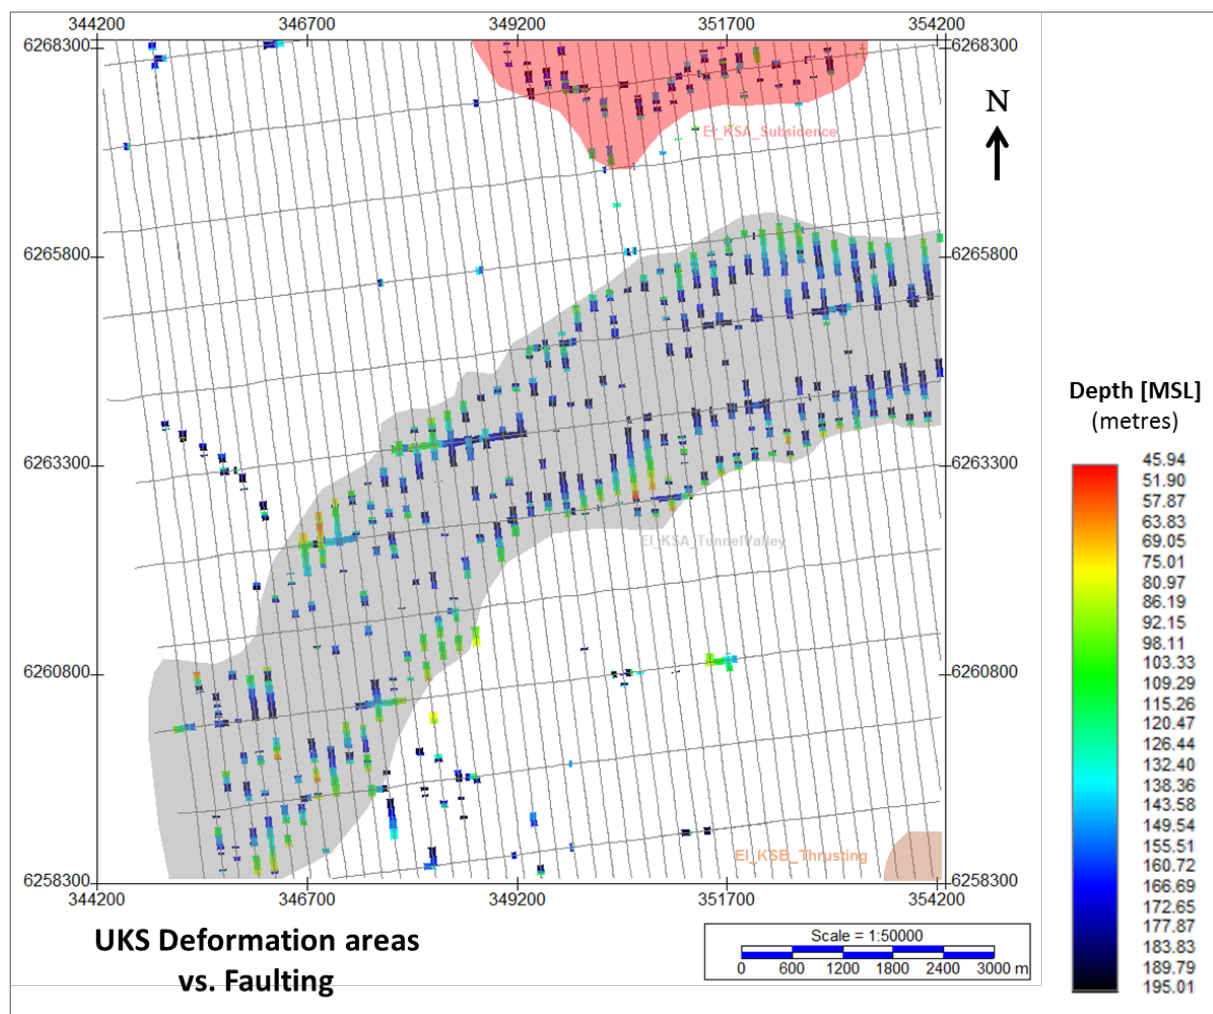 344200 346700 349200 351700 354200
6268300 6268300
N
EI_KSA_Subsidence
6265800 6265800
Depth [MSL]
(metres)
6263300 6263300
45.94
51.90
57.87
63.83
69.05
75.01
80.97
86.19
92.15
98.11
103.33
109.29
115.26
120.47
126.44
132.40
138.36
143.58
149.54
155.51
160.72
166.69
172.65
177.87
183.83
189.79
195.01
EI_KSA_TunnelValley
6260800 6260800
EI_KSE_Thrusting
6258300 6258300
344200 346700 349200 351700 354200
UKS Deformation areas
vs. Faulting
Scale = 1:50000
0 600 1200 1800 2400 3000 m